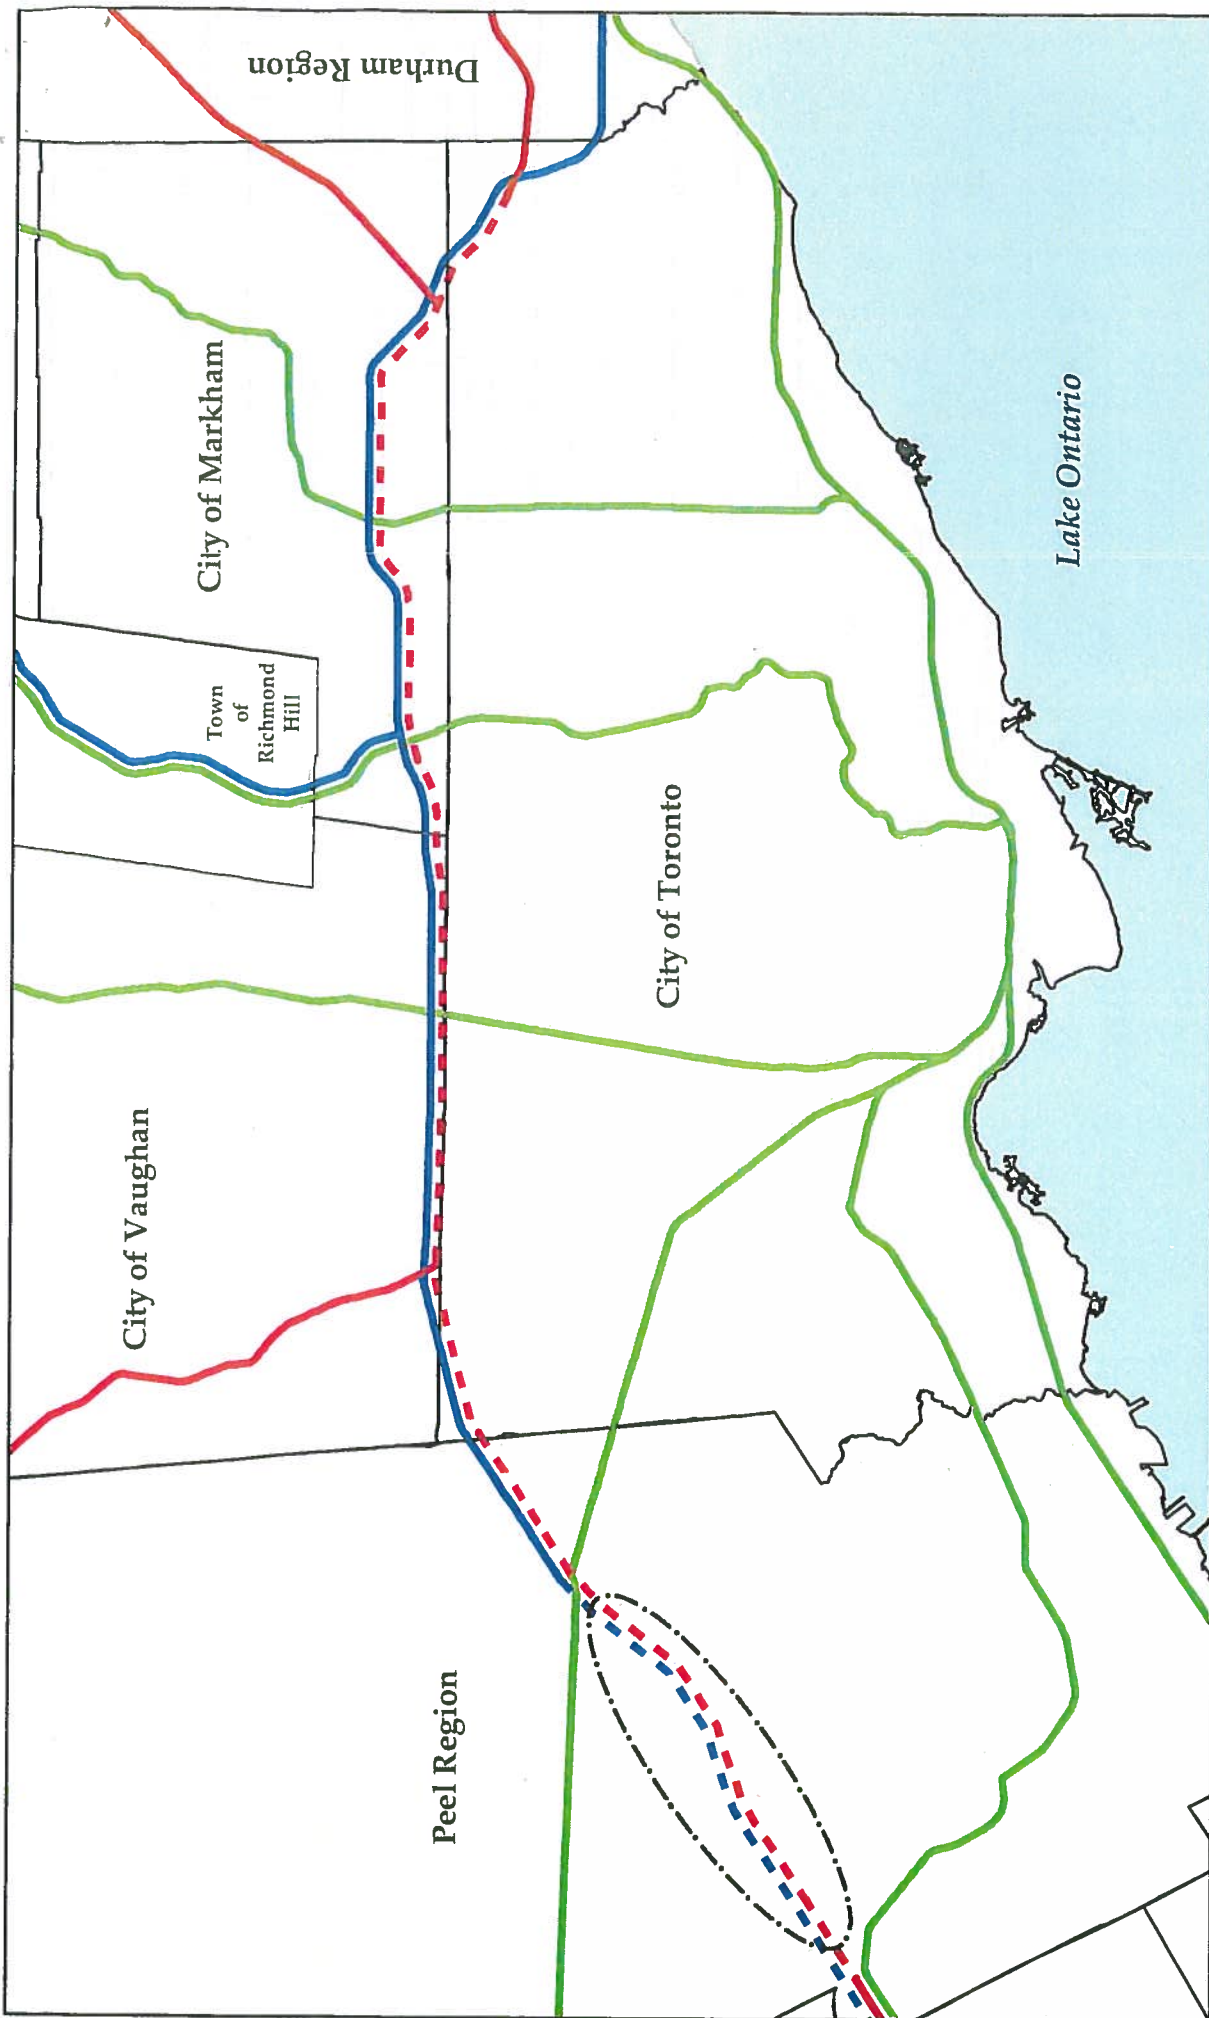 Durham Region
City of Markham
Town
of
Richmond
Hill
City of Vaughan
City of Toronto
Peel Region
Lake Ontario